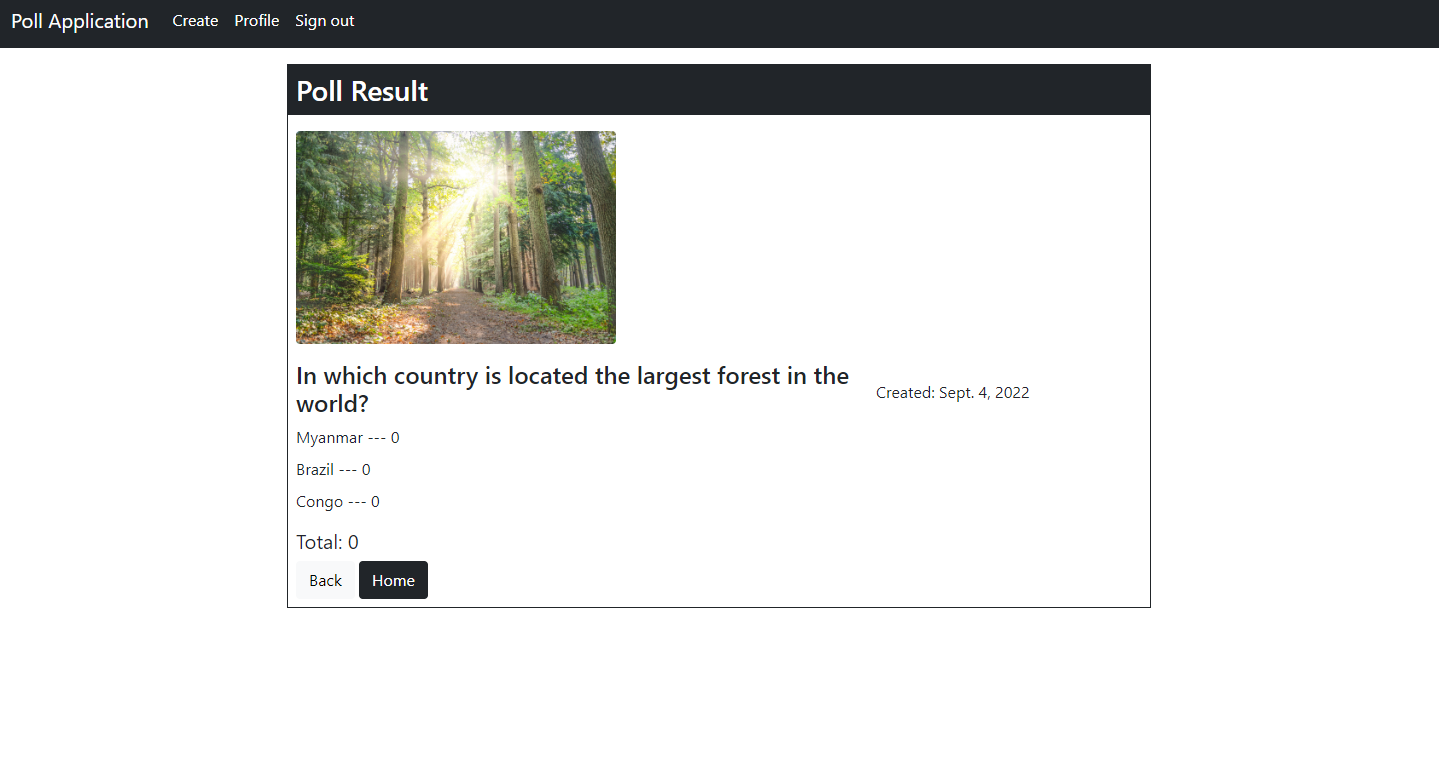 Poll Application Create Profile Sign out
Poll Result
In which country is located the largest forest in the
world?
Created: Sept. 4, 2022
Myanmar --- 0
Brazil --- 0
Congo --- 0
Total: 0
Back Home